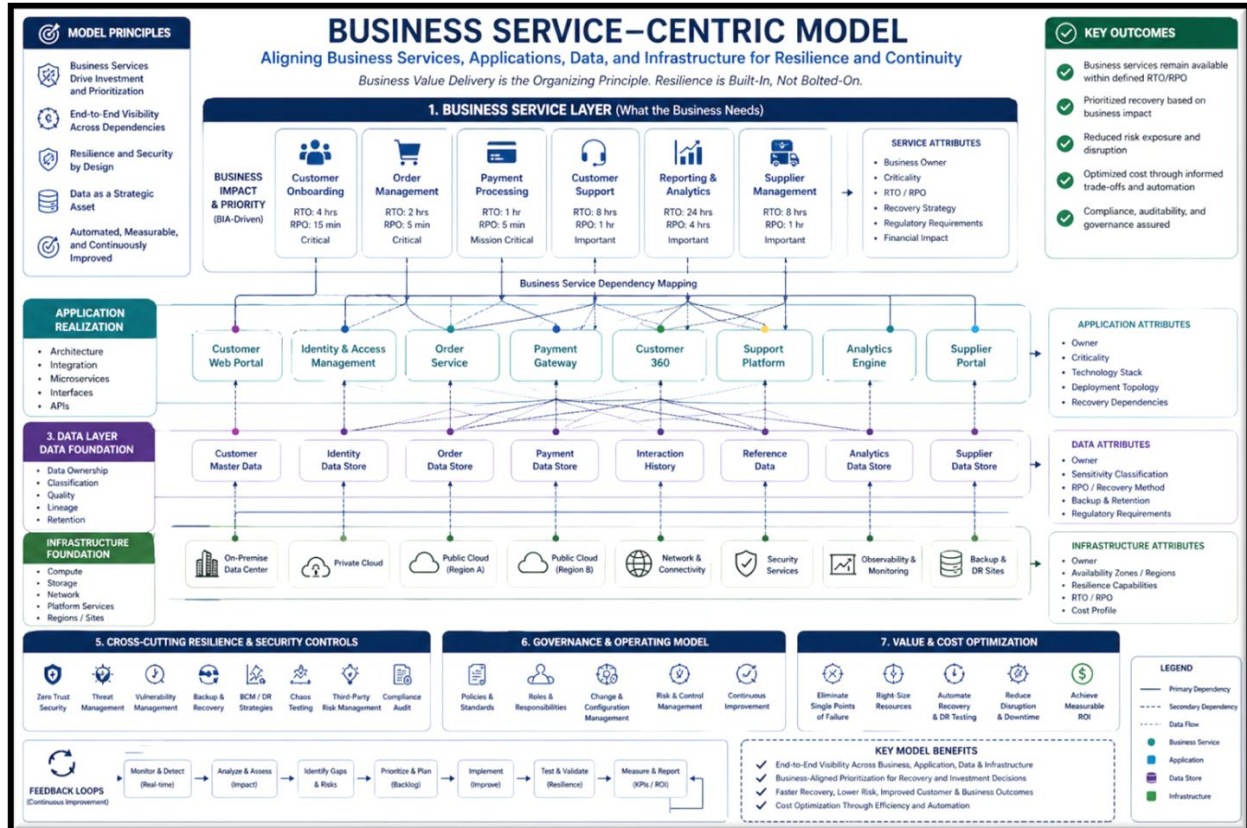 MODEL PRINCIPLES
Business Services
Drive Investment
and Prioritization
End-to-End Visibility
Across Dependencies
Resilience and Security
by Design
Data as a Strategic
Asset
Automated, Measurable,
and Continuously
Improved
BUSINESS SERVICE–CENTRIC MODEL
Aligning Business Services, Applications, Data, and Infrastructure for Resilience and Continuity
Business Value Delivery is the Organizing Principle. Resilience is Built-In, Not Bolted-On.
KEY OUTCOMES
Business services remain available
within defined RTO/RPO
Prioritized recovery based on
business impact
Reduced risk exposure and
disruption
Optimized cost through informed
trade-offs and automation
Compliance, auditability, and
governance assured
1. BUSINESS SERVICE LAYER (What the Business Needs)
BUSINESS
IMPACT
& PRIORITY
(BIA-Driven)
Customer
Onboarding
RTO: 4 hrs
RPO: 15 min
Critical
Order
Management
RTO: 2 hrs
RPO: 5 min
Critical
Payment
Processing
RTO: 1 hr
RPO: 5 min
Mission Critical
Customer
Support
RTO: 8 hrs
RPO: 1 hr
Important
Reporting &
Analytics
RTO: 24 hrs
RPO: 4 hrs
Important
Supplier
Management
RTO: 8 hrs
RPO: 1 hr
Important
SERVICE ATTRIBUTES
• Business Owner
• Criticality
• RTO / RPO
• Recovery Strategy
• Regulatory Requirements
• Financial Impact
Business Service Dependency Mapping
APPLICATION
REALIZATION
• Architecture
• Integration
• Microservices
• Interfaces
• APIs
Customer
Web Portal
Identity & Access
Management
Order
Service
Payment
Gateway
Customer
360
Support
Platform
Analytics
Engine
Supplier
Portal
APPLICATION ATTRIBUTES
• Owner
• Criticality
• Technology Stack
• Deployment Topology
• Recovery Dependencies
3. DATA LAYER
DATA FOUNDATION
• Data Ownership
• Classification
• Quality
• Lineage
• Retention
Customer
Master Data
Identity
Data Store
Order
Data Store
Payment
Data Store
Interaction
History
Reference
Data
Analytics
Data Store
Supplier
Data Store
DATA ATTRIBUTES
• Owner
• Sensitivity Classification
• RPO / Recovery Method
• Backup & Retention
• Regulatory Requirements
INFRASTRUCTURE
FOUNDATION
• Compute
• Storage
• Network
• Platform Services
• Regions / Sites
On-Premise
Data Center
Private Cloud
Public Cloud
(Region A)
Public Cloud
(Region B)
Network &
Connectivity
Security
Services
Observability &
Monitoring
Backup &
DR Sites
INFRASTRUCTURE ATTRIBUTES
• Owner
• Availability Zones / Regions
• Resilience Capabilities
• RTO / RPO
• Cost Profile
5. CROSS-CUTTING RESILIENCE & SECURITY CONTROLS
Zero Trust
Security
Threat
Management
Vulnerability
Management
Backup &
Recovery
BCM / DR
Strategies
Chaos
Testing
Third-Party
Risk Management
Compliance
Audit
6. GOVERNANCE & OPERATING MODEL
Policies &
Standards
Roles &
Responsibilities
Change &
Configuration
Management
Risk & Control
Management
Continuous
Improvement
7. VALUE & COST OPTIMIZATION
Eliminate
Single Points
of Failure
Right-Size
Resources
Automate
Recovery
& DR Testing
Reduce
Disruption
& Downtime
Achieve
Measurable
ROI
LEGEND
Primary Dependency
Secondary Dependency
Data Flow
Business Service
Application
Data Store
Infrastructure
FEEDBACK LOOPS
(Continuous Improvement)
Monitor & Detect
(Real-time)
Analyze & Assess
(Impact)
Identify Gaps
& Risks
Prioritize & Plan
(Backlog)
Implement
(Improve)
Test & Validate
(Resilience)
Measure & Report
(KPIs / ROI)
KEY MODEL BENEFITS
End-to-End Visibility Across Business, Application, Data & Infrastructure
Business-Aligned Prioritization for Recovery and Investment Decisions
Faster Recovery, Lower Risk, Improved Customer & Business Outcomes
Cost Optimization Through Efficiency and Automation